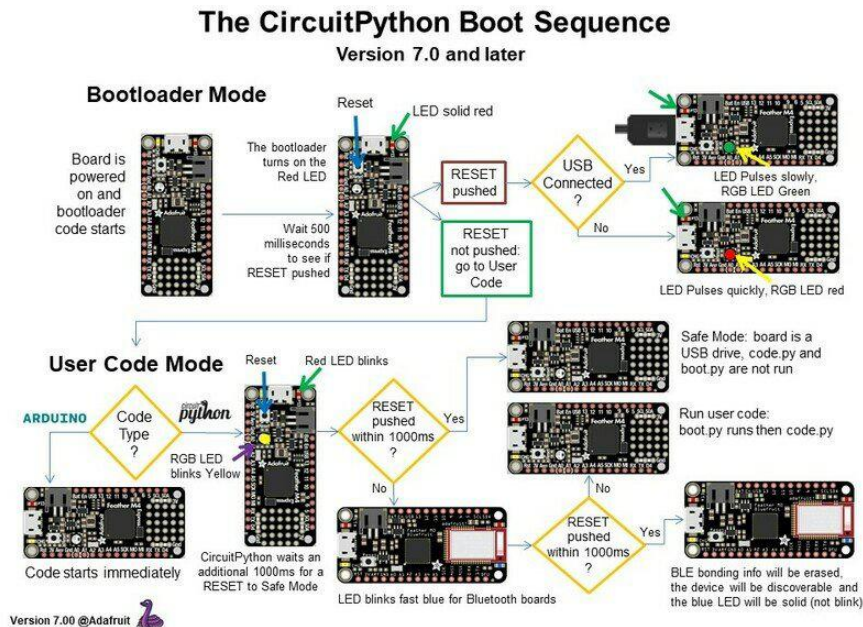 The CircuitPython Boot Sequence
Version 7.0 and later
Bootloader Mode
Reset
LED solid red
Board is
powered
on and
bootloader
code starts
The bootloader
turns on the
Red LED
Wait 500
milliseconds
to see if
RESET pushed
RESET
pushed
USB
Connected
?
Yes
No
LED Pulses slowly,
RGB LED Green
LED Pulses quickly, RGB LED red
RESET
not pushed:
go to User
Code
User Code Mode
ARDUINO
Code
Type
?
circuit
python
RGB LED
blinks Yellow
Reset
Red LED blinks
Code starts immediately
CircuitPython waits an
additional 1000ms for a
RESET to Safe Mode
RESET
pushed
within 1000ms
?
Yes
No
Safe Mode: board is a
USB drive, code.py and
boot.py are not run
Run user code:
boot.py runs then code.py
LED blinks fast blue for Bluetooth boards
No
RESET
pushed
within 1000ms
?
Yes
BLE bonding info will be erased,
the device will be discoverable and
the blue LED will be solid (not blink)
Adafruit
Feather M4
Version 7.00 @Adafruit